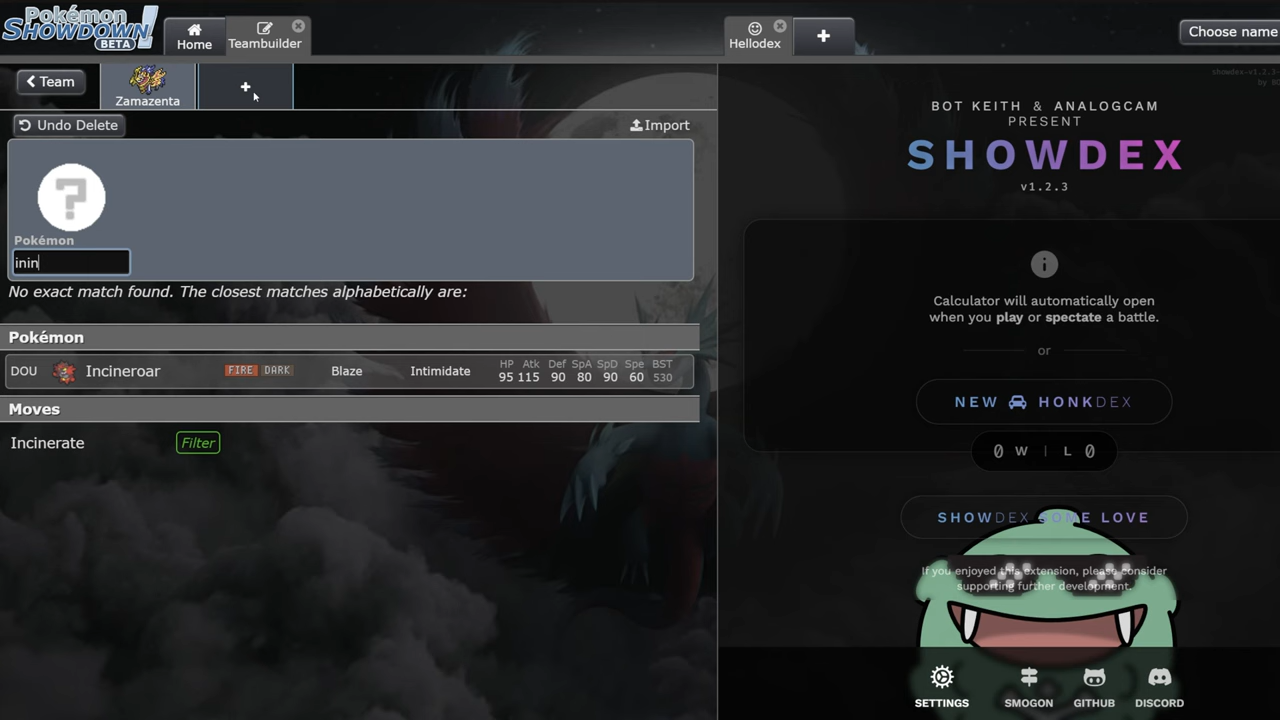 Pokémon
SHOWDOWN!
BETA
Home
Teambuilder
Hellodex
+
Choose name
Team
Zamazenta
+
Undo Delete
Import
?
Pokémon
inin
No exact match found. The closest matches alphabetically are:
Pokémon
DOU Incineroar FIRE DARK Blaze Intimidate HP 95 Atk 115 Def 90 SpA 80 SpD 90 Spe 60 BST 530
Moves
Incinerate Filter
showdex-v1.2.3
BOT KEITH & ANALOGCAM
PRESENT
SHOWDEX
v1.2.3
Calculator will automatically open
when you play or spectate a battle.
or
NEW HONKDEX
0 W | L 0
SHOWDEX SOME LOVE
If you enjoyed this extension, please consider
supporting further development.
SETTINGS
SMOGON
GITHUB
DISCORD